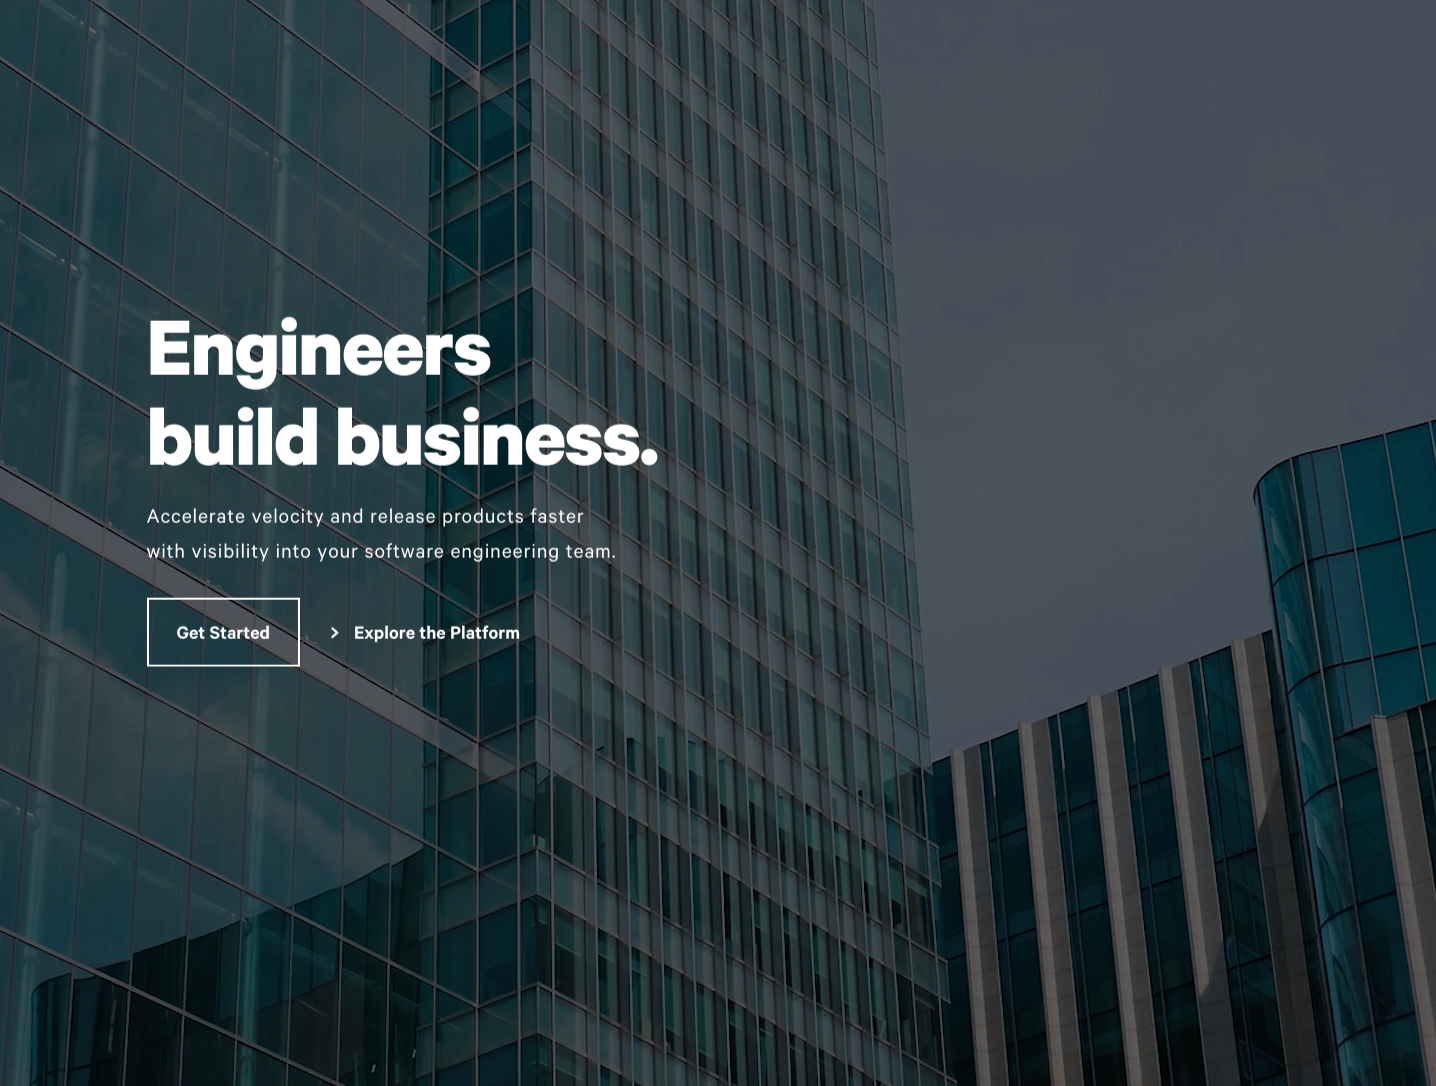 Engineers
build business.
Accelerate velocity and release products faster
with visibility into your software engineering team.
Get Started
Explore the Platform